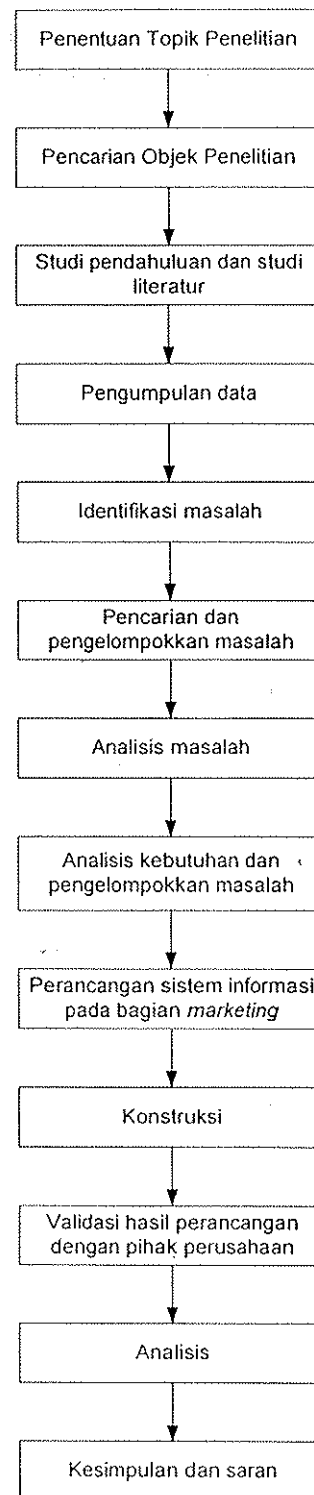 Penentuan Topik Penelitian
Pencarian Objek Penelitian
Studi pendahuluan dan studi
literatur
Pengumpulan data
Identifikasi masalah
Pencarian dan
pengelompokkan masalah
Analisis masalah
Analisis kebutuhan dan
pengelompokkan masalah
Perancangan sistem informasi
pada bagian marketing
Konstruksi
Validasi hasil perancangan
dengan pihak perusahaan
Analisis
Kesimpulan dan saran